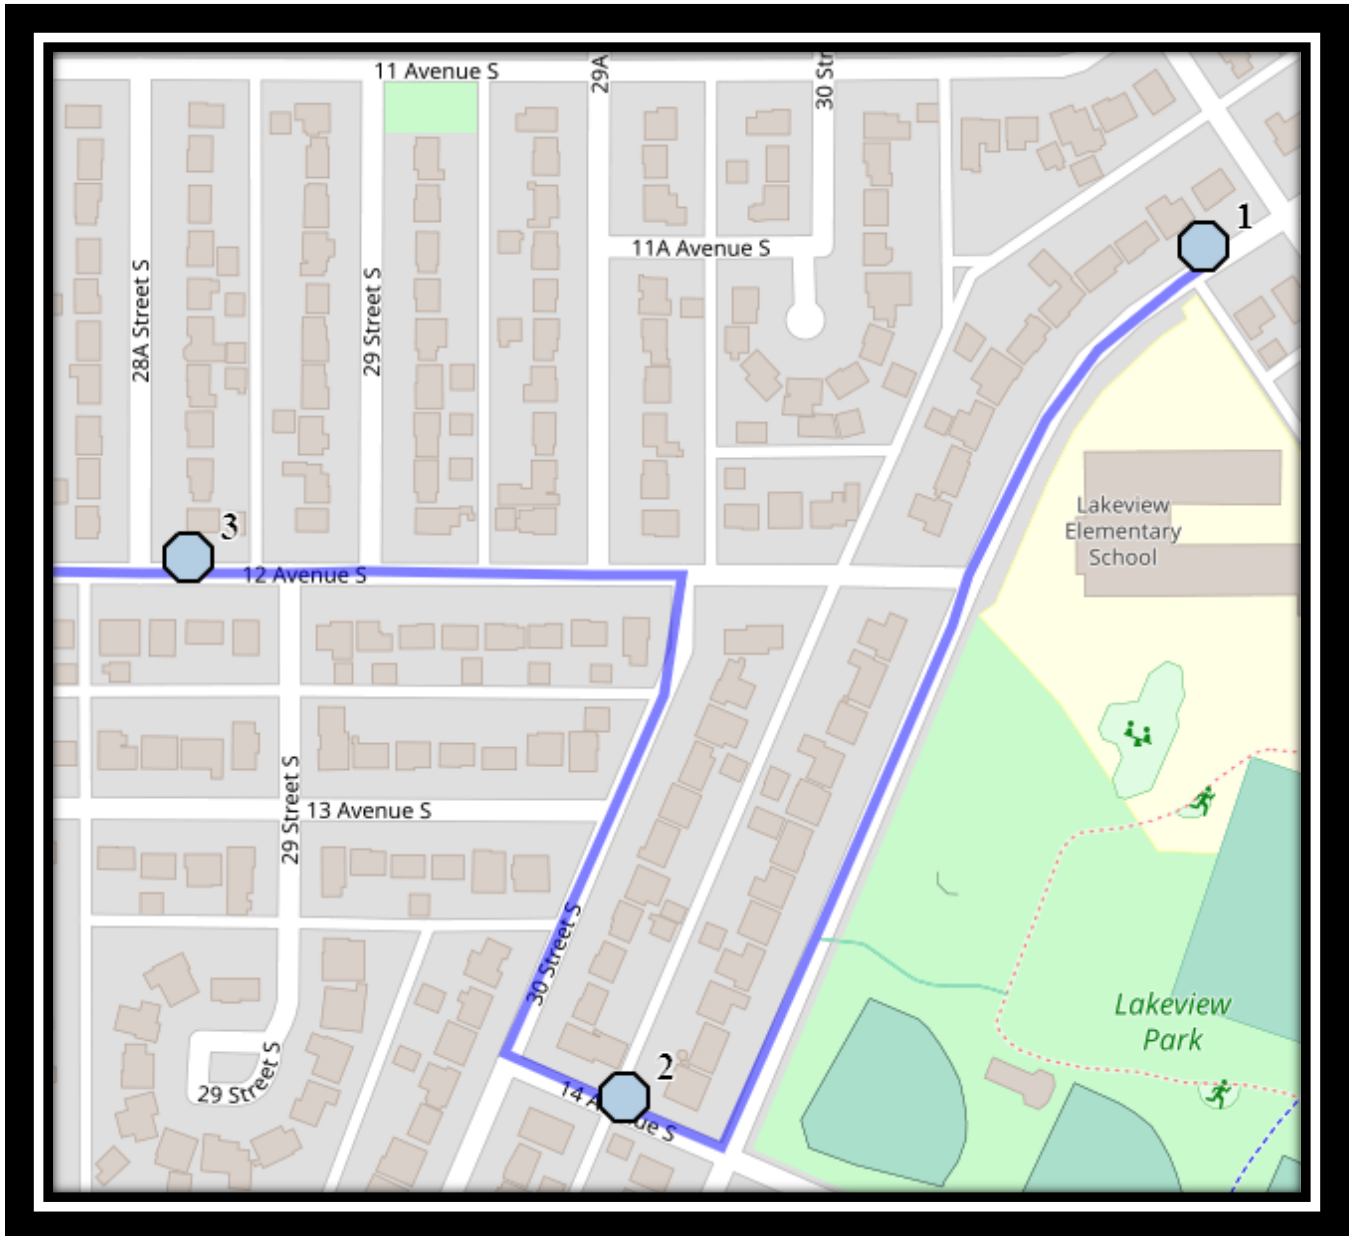 11 Avenue S
29A
30 Str
1
11A Avenue S
28A Street S
29 Street S
Lakeview
Elementary
School
3
12 Avenue S
29 Street S
13 Avenue S
30 Street S
Lakeview
Park
29 Street S
2
14 A
ue S